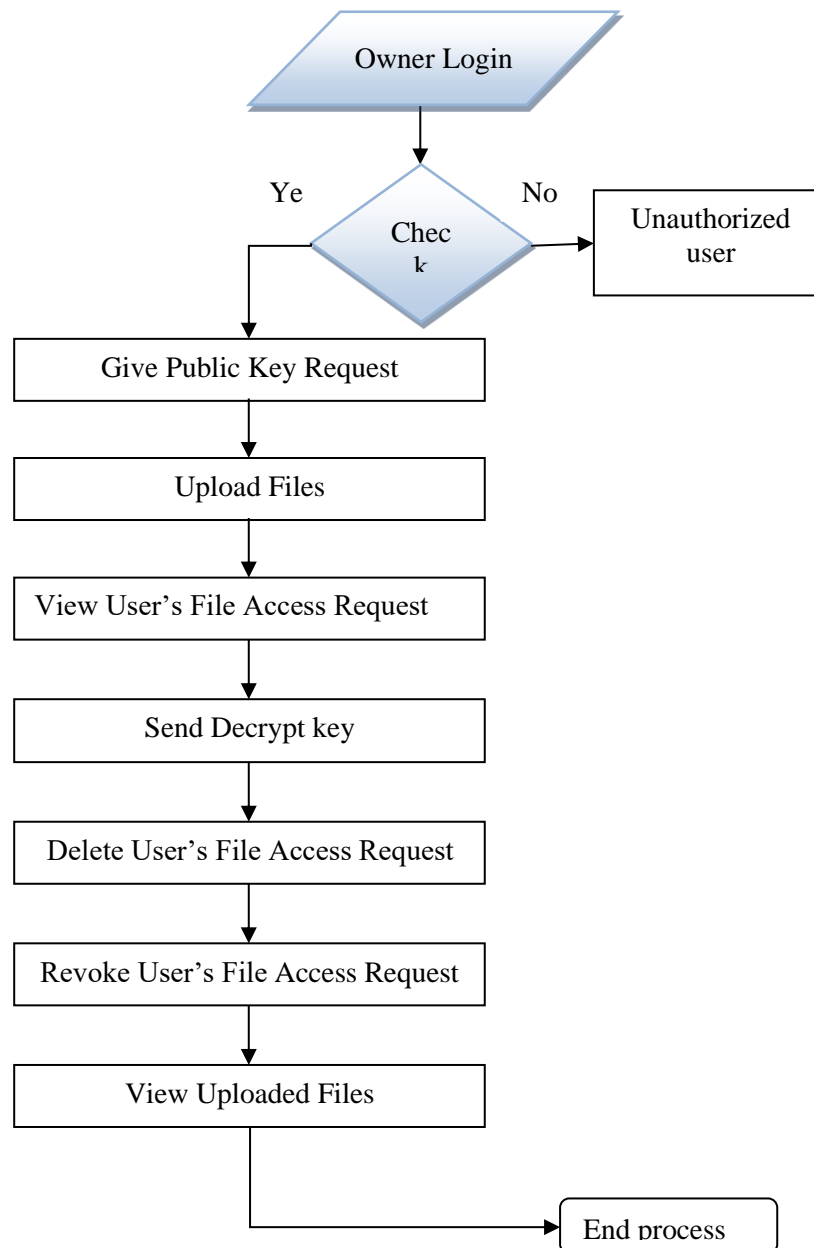 Owner Login
Ye
No
Chec
k
Unauthorized
user
Give Public Key Request
Upload Files
View User’s File Access Request
Send Decrypt key
Delete User’s File Access Request
Revoke User’s File Access Request
View Uploaded Files
End process